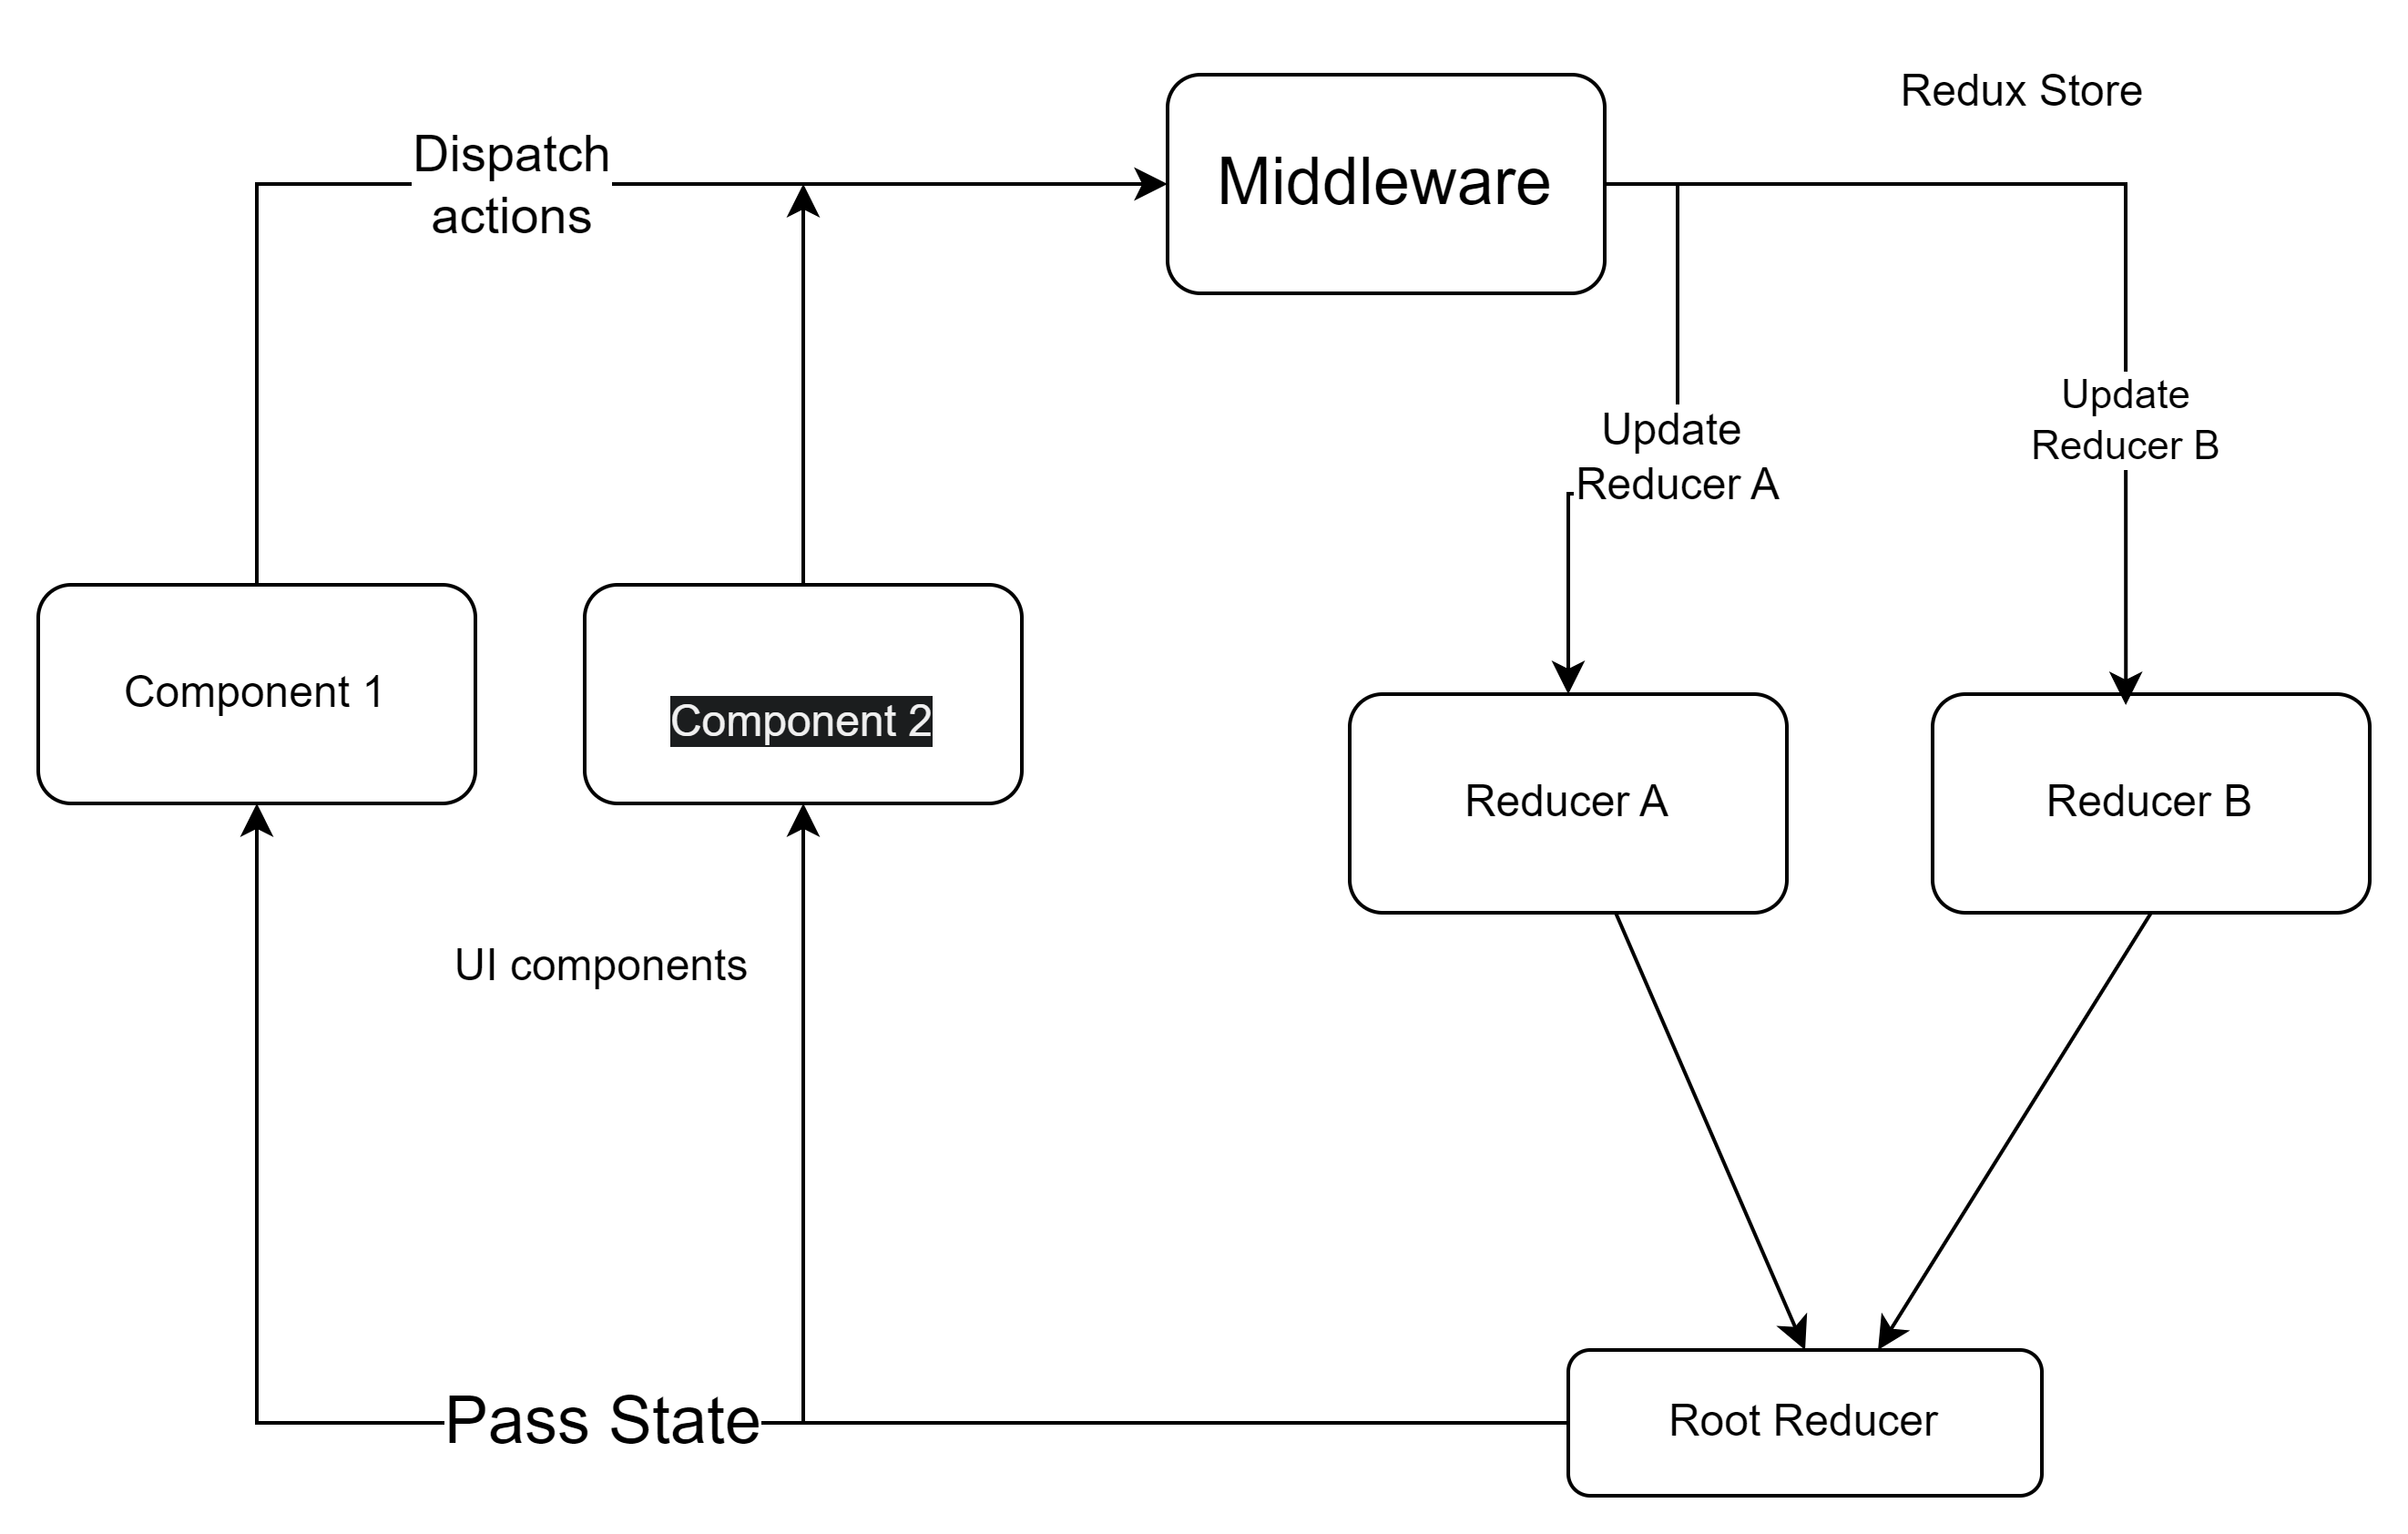 Redux Store
Dispatch
actions
Middleware
Update
Reducer B
Update
Reducer A
Component 1
Component 2
Reducer A
Reducer B
UI components
Pass State
Root Reducer